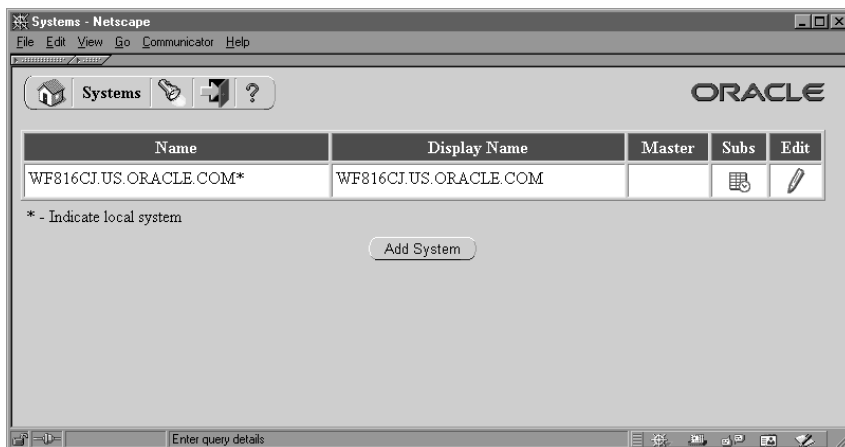 Systems - Netscape
File Edit View Go Communicator Help
Systems ?
ORACLE
Name Display Name Master Subs Edit
WF816CJ.US.ORACLE.COM* WF816CJ.US.ORACLE.COM
* - Indicate local system
Add System
Enter query details